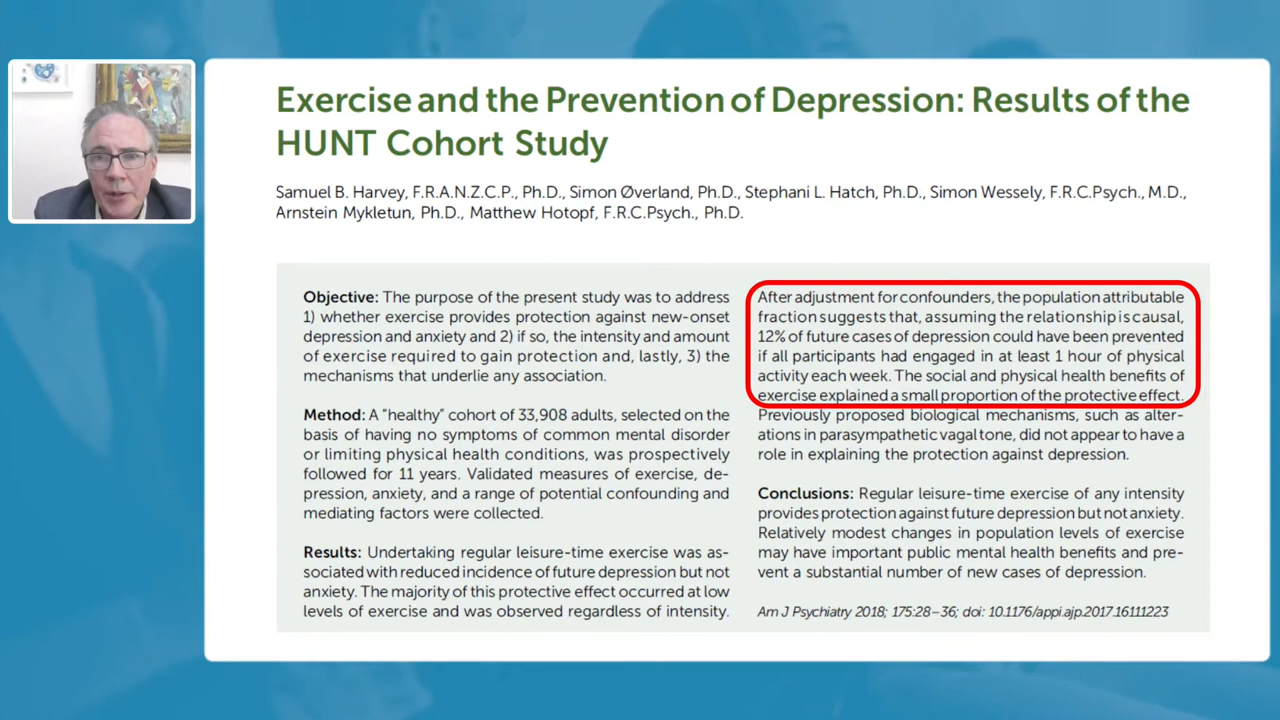 Exercise and the Prevention of Depression: Results of the
HUNT Cohort Study
Samuel B. Harvey, F.R.A.N.Z.C.P., Ph.D., Simon Øverland, Ph.D., Stephani L. Hatch, Ph.D., Simon Wessely, F.R.C.Psych., M.D.,
Arnstein Mykletun, Ph.D., Matthew Hotopf, F.R.C.Psych., Ph.D.
Objective: The purpose of the present study was to address
1) whether exercise provides protection against new-onset
depression and anxiety and 2) if so, the intensity and amount
of exercise required to gain protection and, lastly, 3) the
mechanisms that underlie any association.
Method: A “healthy” cohort of 33,908 adults, selected on the
basis of having no symptoms of common mental disorder
or limiting physical health conditions, was prospectively
followed for 11 years. Validated measures of exercise, de-
pression, anxiety, and a range of potential confounding and
mediating factors were collected.
Results: Undertaking regular leisure-time exercise was as-
sociated with reduced incidence of future depression but not
anxiety. The majority of this protective effect occurred at low
levels of exercise and was observed regardless of intensity.
After adjustment for confounders, the population attributable
fraction suggests that, assuming the relationship is causal,
12% of future cases of depression could have been prevented
if all participants had engaged in at least 1 hour of physical
activity each week. The social and physical health benefits of
exercise explained a small proportion of the protective effect.
Previously proposed biological mechanisms, such as alter-
ations in parasympathetic vagal tone, did not appear to have a
role in explaining the protection against depression.
Conclusions: Regular leisure-time exercise of any intensity
provides protection against future depression but not anxiety.
Relatively modest changes in population levels of exercise
may have important public mental health benefits and pre-
vent a substantial number of new cases of depression.
Am J Psychiatry 2018; 175:28–36; doi: 10.1176/appi.ajp.2017.16111223